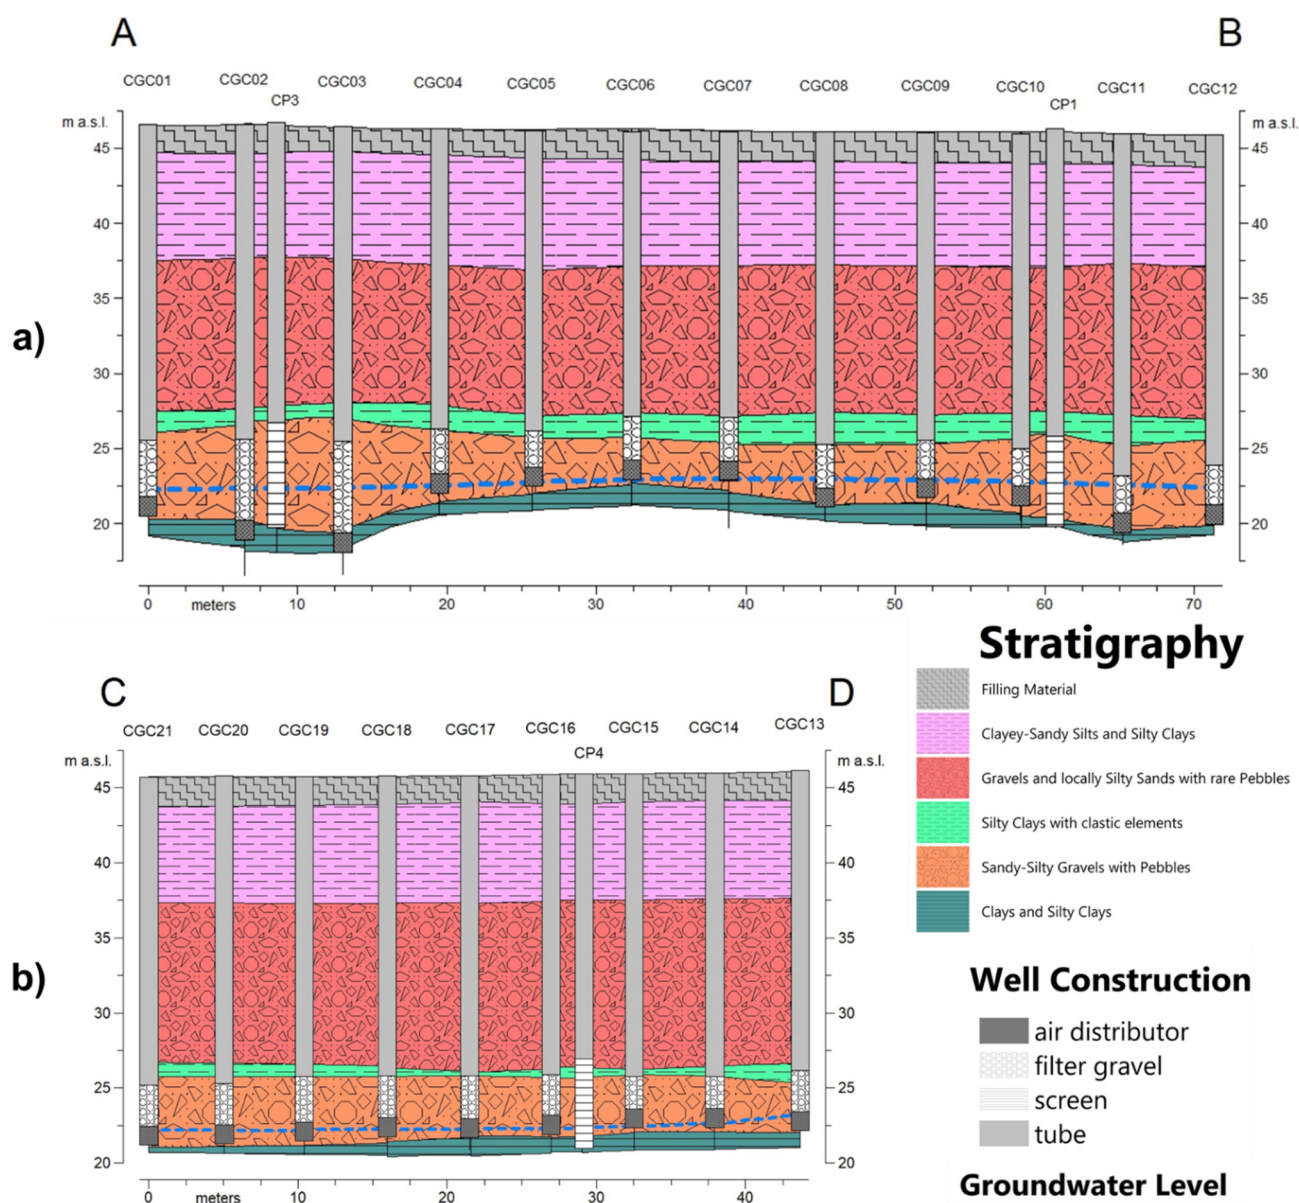 A
B
CGC01 CGC02 CGC03 CGC04 CGC05 CGC06 CGC07 CGC08 CGC09 CGC10 CGC11 CGC12
CP3 CP1
m a.s.l. m a.s.l.
45 45
40 40
a)
35 35
30 30
25 25
20 20
0 meters 10 20 30 40 50 60 70
Stratigraphy
Filling Material
Clayey-Sandy Silts and Silty Clays
Gravels and locally Silty Sands with rare Pebbles
Silty Clays with clastic elements
Sandy-Silty Gravels with Pebbles
Clays and Silty Clays
C D
CGC21 CGC20 CGC19 CGC18 CGC17 CGC16 CGC15 CGC14 CGC13
CP4
m a.s.l. m a.s.l.
45 45
40 40
35 35
b)
30 30
25 25
20 20
0 meters 10 20 30 40
Well Construction
air distributor
filter gravel
screen
tube
Groundwater Level